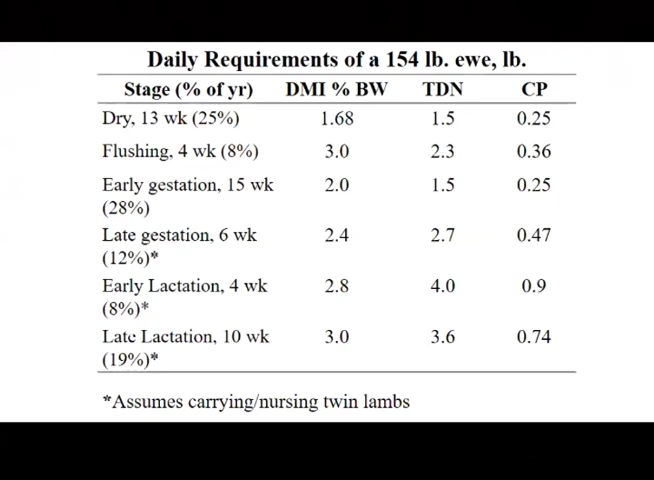 Daily Requirements of a 154 lb. ewe, lb.
Stage (% of yr) DMI % BW TDN CP
Dry, 13 wk (25%) 1.68 1.5 0.25
Flushing, 4 wk (8%) 3.0 2.3 0.36
Early gestation, 15 wk 2.0 1.5 0.25
(28%)
Late gestation, 6 wk 2.4 2.7 0.47
(12%)*
Early Lactation, 4 wk 2.8 4.0 0.9
(8%)*
Late Lactation, 10 wk 3.0 3.6 0.74
(19%)*
*Assumes carrying/nursing twin lambs